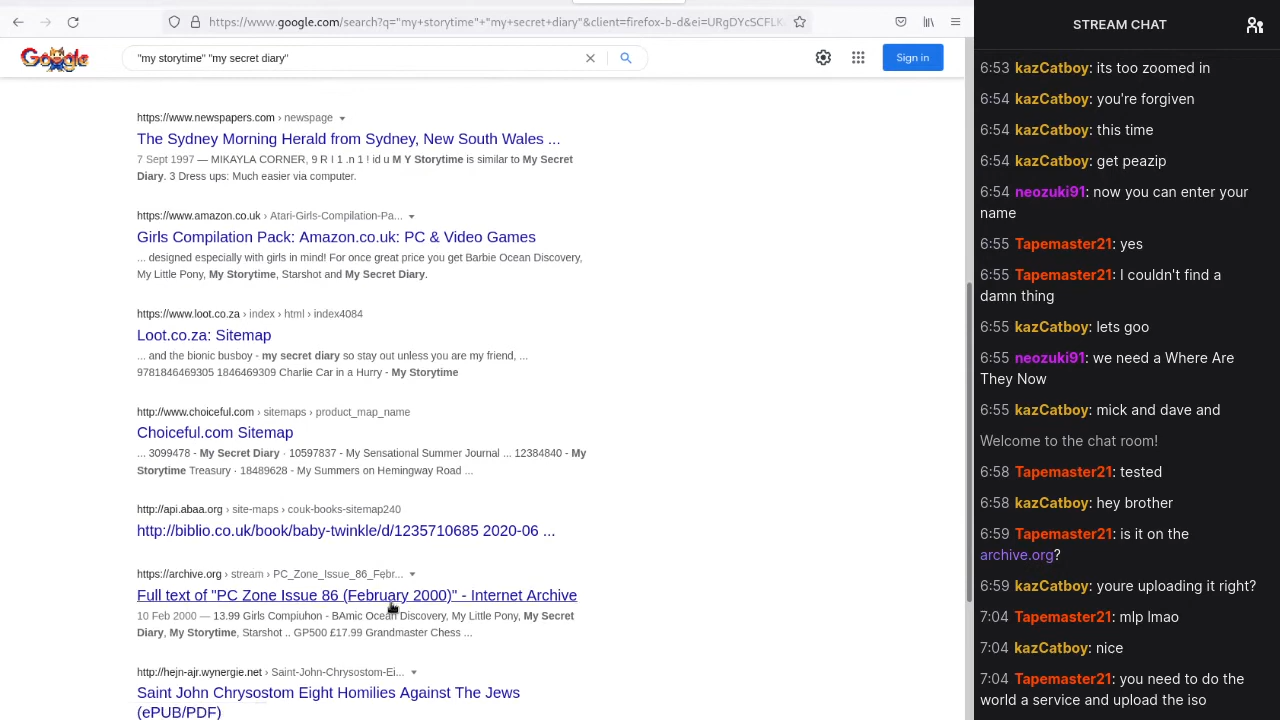 https://www.google.com/search?q="my+storytime"+"my+secret+diary"&client=firefox-b-d&ei=URgDYcSCFLK
Google
"my storytime" "my secret diary"
Sign in
https://www.newspapers.com › newspage
The Sydney Morning Herald from Sydney, New South Wales ...
7 Sept 1997 — MIKAYLA CORNER, 9 R I 1 .n 1 ! id u M Y Storytime is similar to My Secret
Diary. 3 Dress ups: Much easier via computer.
https://www.amazon.co.uk › Atari-Girls-Compilation-Pa...
Girls Compilation Pack: Amazon.co.uk: PC & Video Games
... designed especially with girls in mind! For once great price you get Barbie Ocean Discovery,
My Little Pony, My Storytime, Starshot and My Secret Diary.
https://www.loot.co.za › index › html › index4084
Loot.co.za: Sitemap
... and the bionic busboy - my secret diary so stay out unless you are my friend, ...
9781846469305 1846469309 Charlie Car in a Hurry - My Storytime
http://www.choiceful.com › sitemaps › product_map_name
Choiceful.com Sitemap
... 3099478 - My Secret Diary · 10597837 - My Sensational Summer Journal ... 12384840 - My
Storytime Treasury · 18489628 - My Summers on Hemingway Road ...
http://api.abaa.org › site-maps › couk-books-sitemap240
http://biblio.co.uk/book/baby-twinkle/d/1235710685 2020-06 ...
https://archive.org › stream › PC_Zone_Issue_86_Febr...
Full text of "PC Zone Issue 86 (February 2000)" - Internet Archive
10 Feb 2000 — 13.99 Girls Compiuhon - BAmic Ocean Discovery, My Little Pony, My Secret
Diary, My Storytime, Starshot .. GP500 £17.99 Grandmaster Chess ...
http://hejn-ajr.wynergie.net › Saint-John-Chrysostom-Ei...
Saint John Chrysostom Eight Homilies Against The Jews
(ePUB/PDF)
STREAM CHAT
6:53 kazCatboy: its too zoomed in
6:54 kazCatboy: you're forgiven
6:54 kazCatboy: this time
6:54 kazCatboy: get peazip
6:54 neozuki91: now you can enter your
name
6:55 Tapemaster21: yes
6:55 Tapemaster21: I couldn't find a
damn thing
6:55 kazCatboy: lets goo
6:55 neozuki91: we need a Where Are
They Now
6:55 kazCatboy: mick and dave and
Welcome to the chat room!
6:58 Tapemaster21: tested
6:58 kazCatboy: hey brother
6:59 Tapemaster21: is it on the
archive.org?
6:59 kazCatboy: youre uploading it right?
7:04 Tapemaster21: mlp lmao
7:04 kazCatboy: nice
7:04 Tapemaster21: you need to do the
world a service and upload the iso